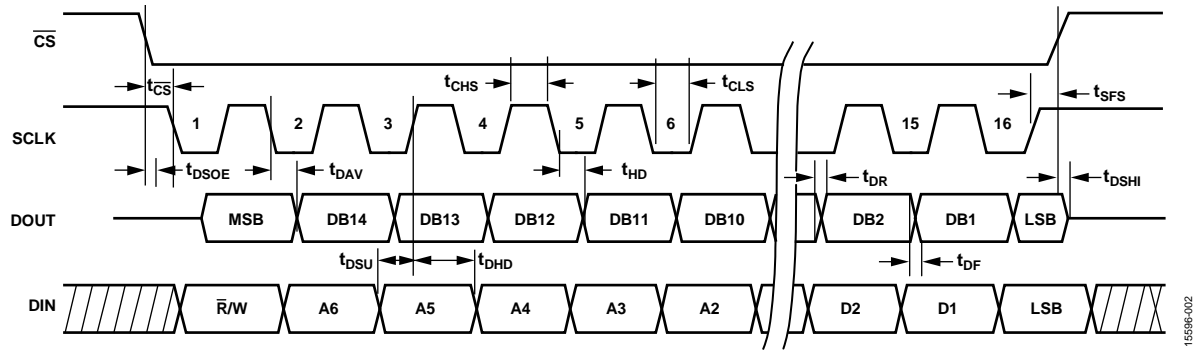 CS
tCS
tCHS
tCLS
tSFS
SCLK
1
2
3
4
5
6
15
16
tDSOE
tDAV
tHD
tDR
tDSHI
DOUT
MSB
DB14
DB13
DB12
DB11
DB10
DB2
DB1
LSB
tDSU
tDHD
tDF
DIN
R/W
A6
A5
A4
A3
A2
D2
D1
LSB
15596-002